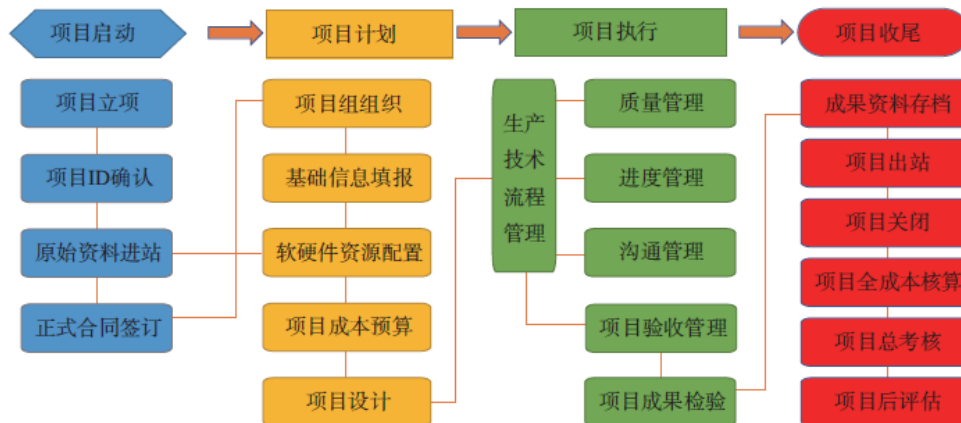 项目启动
项目计划
项目执行
项目收尾
项目立项
项目ID确认
原始资料进站
正式合同签订
项目组组织
基础信息填报
软硬件资源配置
项目成本预算
项目设计
生产
技术
流程
管理
质量管理
进度管理
沟通管理
项目验收管理
项目成果检验
成果资料存档
项目出站
项目关闭
项目全成本核算
项目总考核
项目后评估